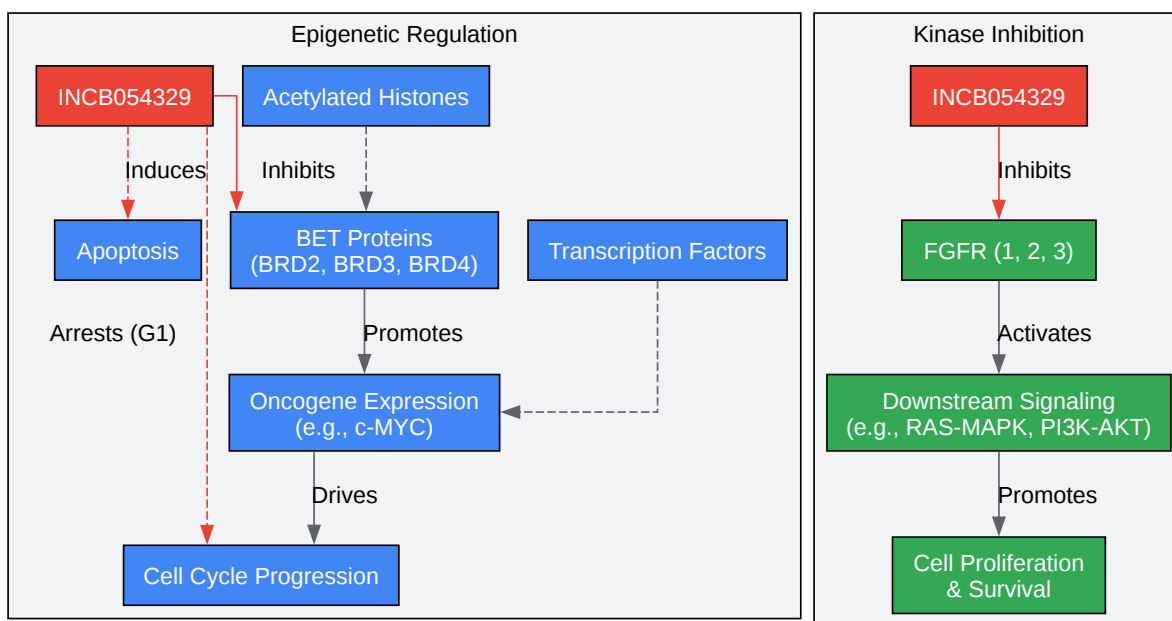 Epigenetic Regulation
INCB054329
Acetylated Histones
Induces
Inhibits
Apoptosis
BET Proteins
(BRD2, BRD3, BRD4)
Transcription Factors
Arrests (G1)
Promotes
Oncogene Expression
(e.g., c-MYC)
Drives
Cell Cycle Progression
Kinase Inhibition
INCB054329
Inhibits
FGFR (1, 2, 3)
Activates
Downstream Signaling
(e.g., RAS-MAPK, PI3K-AKT)
Promotes
Cell Proliferation
& Survival